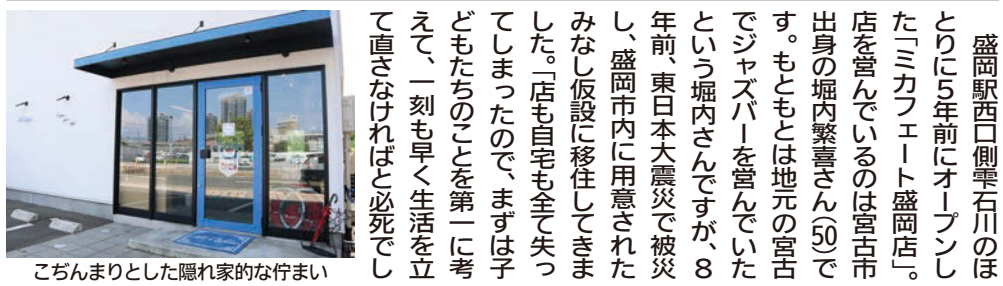 盛岡駅西口側雫石川のほ
とりに5年前にオープンし
た「ミカフェート盛岡店」。
店を営んでいるのは宮古市
出身の堀内繁喜さん(50)で
す。もともとは地元の宮古
でジャズバーを営んでいた
という堀内さんですが、8
年前、東日本大震災で被災
し、盛岡市内に用意された
みなし仮設に移住してきま
した。「店も自宅も全て失っ
てしまったので、まずは子
どもたちのことを第一に考
えて、一刻も早く生活を立
て直さなければと必死でし
こぢんまりとした隠れ家的な佇まい